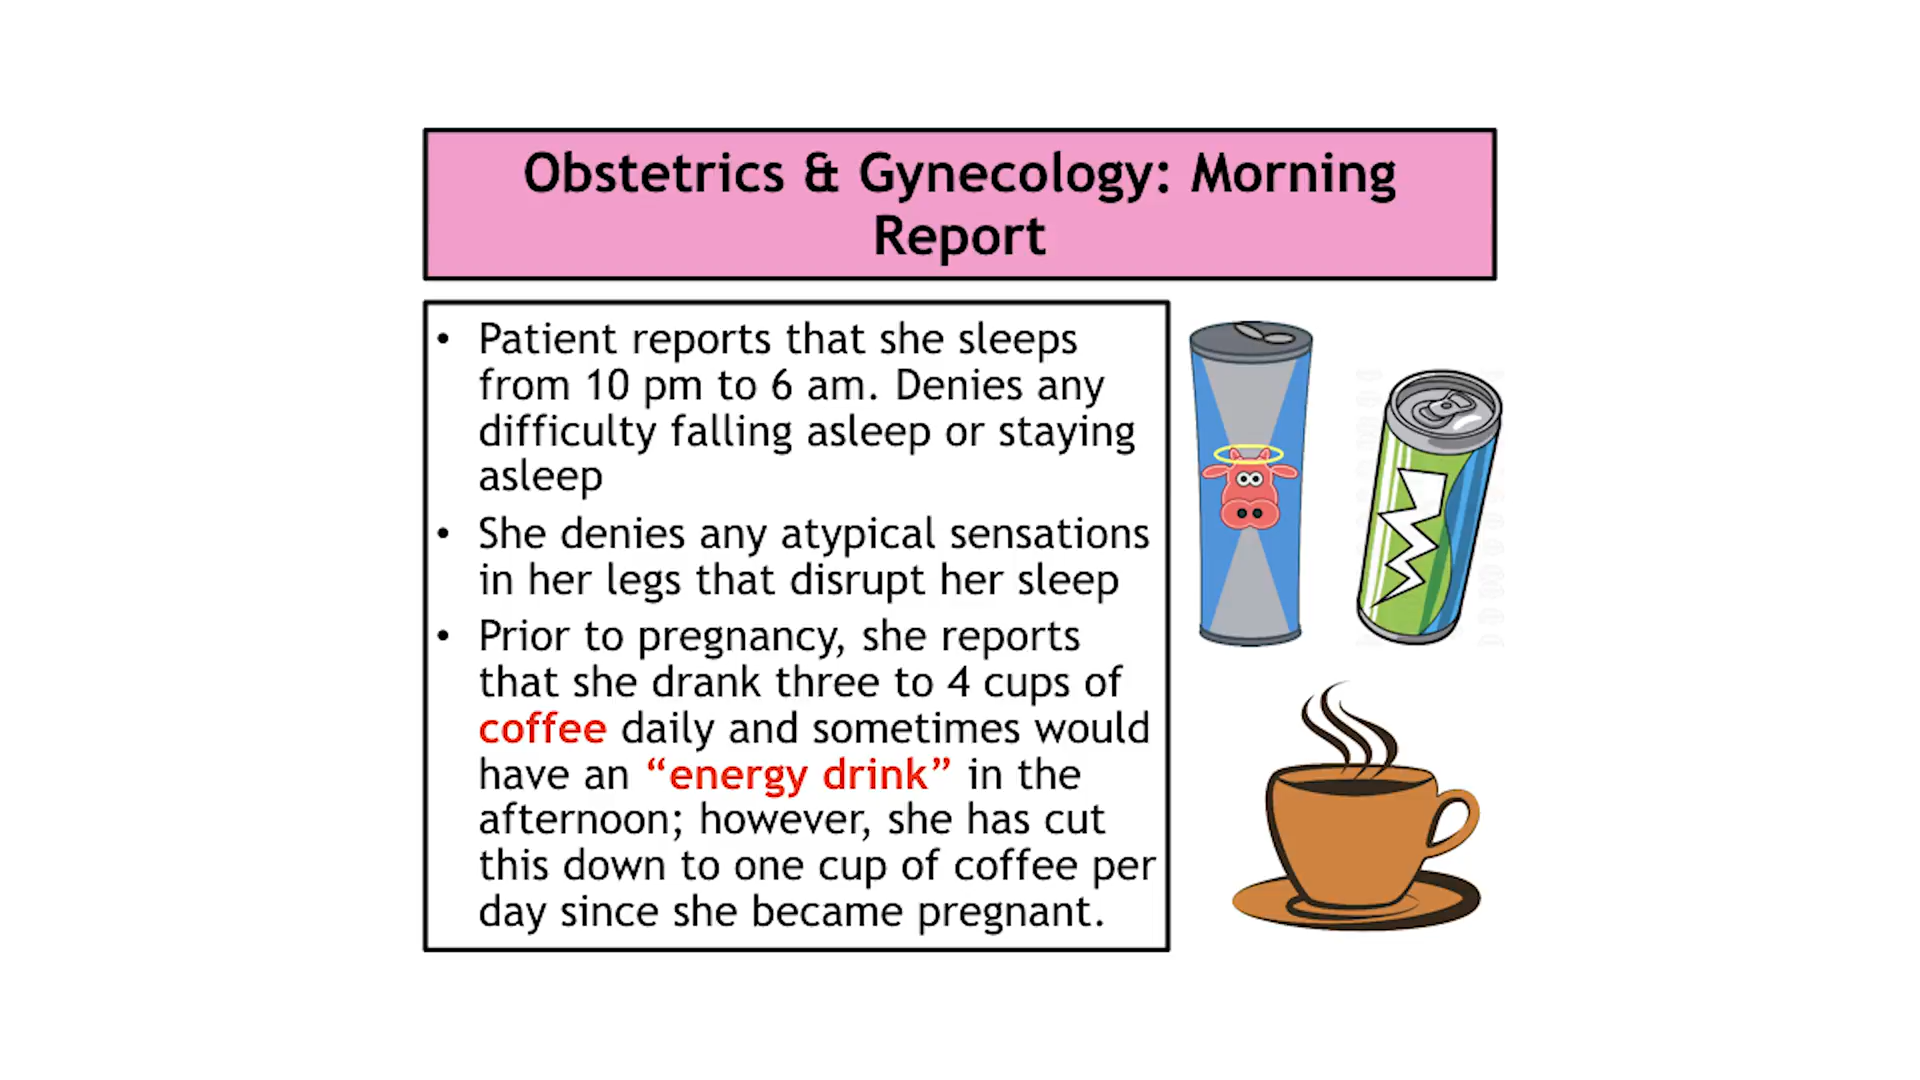 Obstetrics & Gynecology: Morning
Report
• Patient reports that she sleeps
from 10 pm to 6 am. Denies any
difficulty falling asleep or staying
asleep
• She denies any atypical sensations
in her legs that disrupt her sleep
• Prior to pregnancy, she reports
that she drank three to 4 cups of
coffee daily and sometimes would
have an “energy drink” in the
afternoon; however, she has cut
this down to one cup of coffee per
day since she became pregnant.